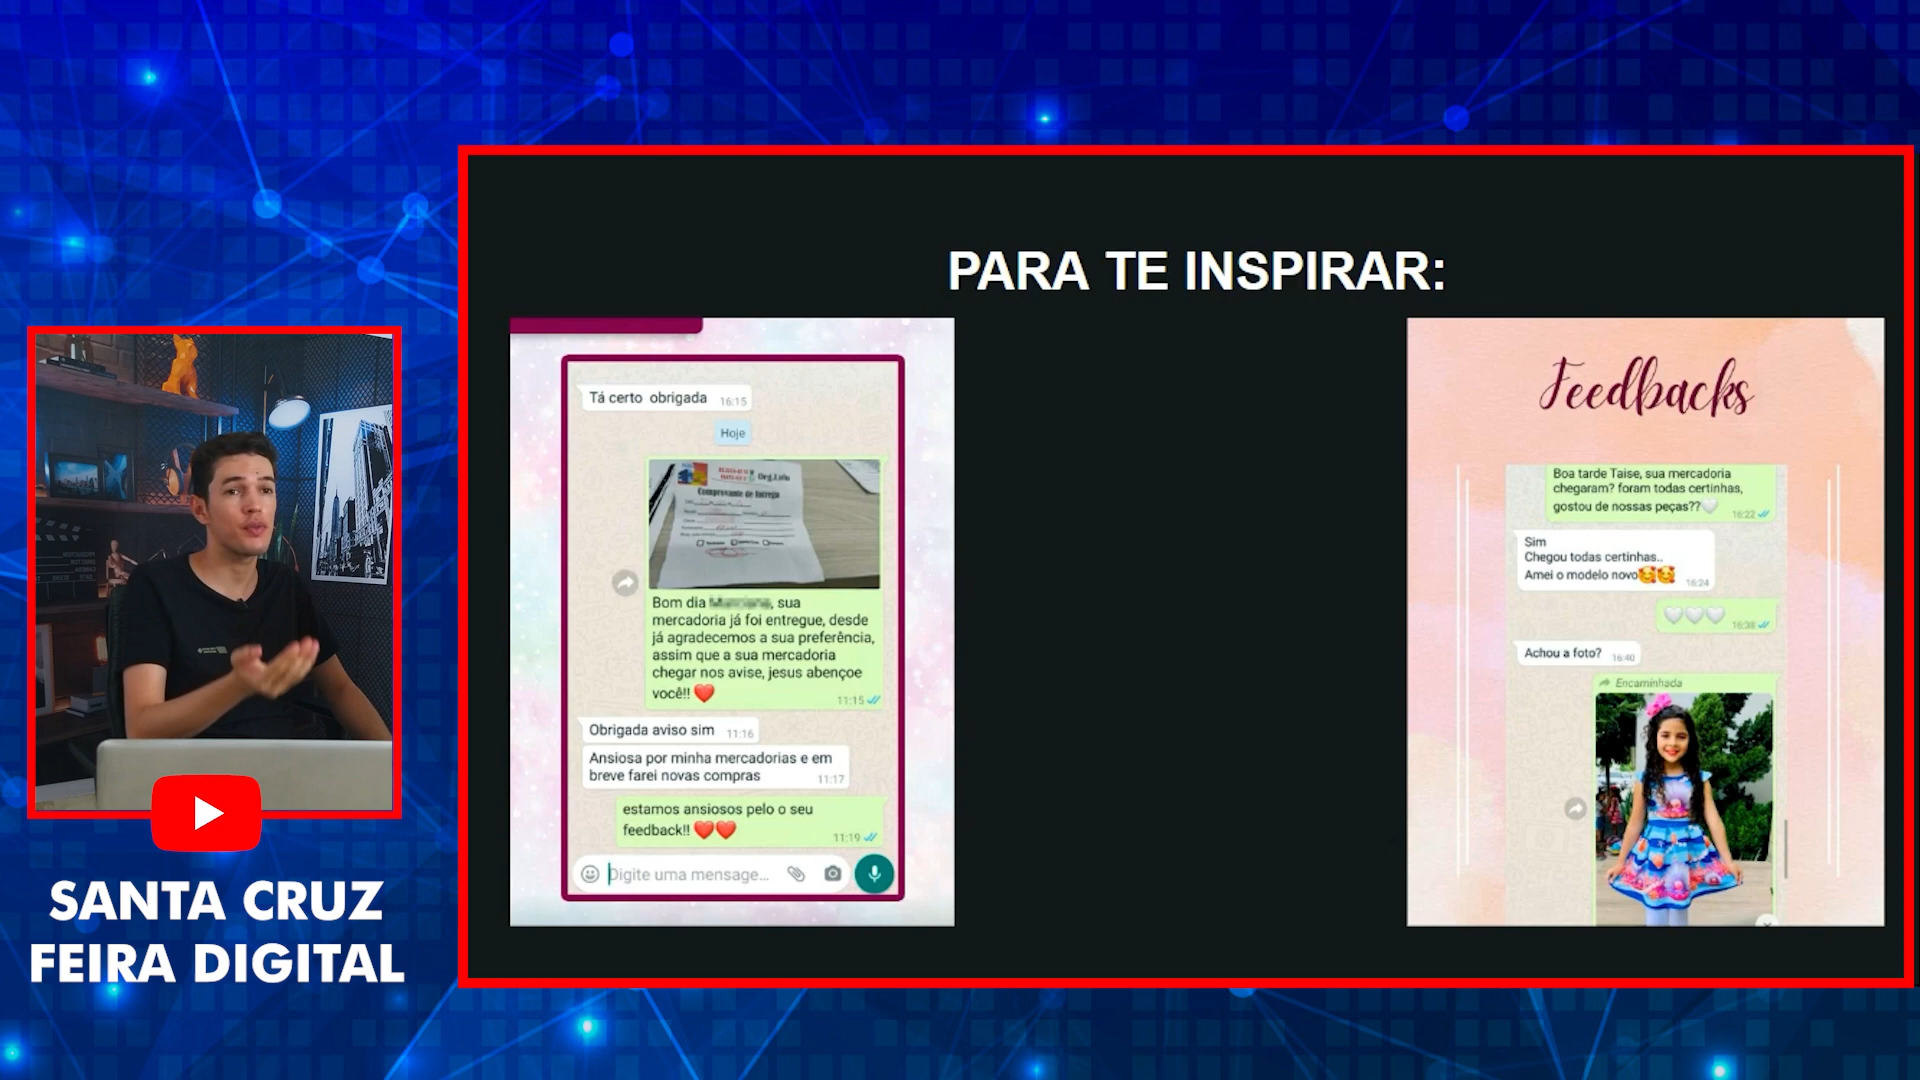 PARA TE INSPIRAR:
Tá certo obrigada 16:15
Hoje
Comprovante de Entrega
Bom dia
, sua
mercadoria já foi entregue, desde
já agradecemos a sua preferência,
assim que a sua mercadoria
chegar nos avise, jesus abençoe
você!! ❤️ 11:15
Obrigada aviso sim 11:16
Ansiosa por minha mercadorias e em
breve farei novas compras 11:17
estamos ansiosos pelo o seu
feedback!! ❤️❤️ 11:19
Digite uma mensage...
Feedbacks
Boa tarde Taise, sua mercadoria
chegaram? foram todas certinhas,
gostou de nossas peças??🤍 16:22
Sim
Chegou todas certinhas..
Amei o modelo novo🥰🥰 16:24
🤍🤍🤍 16:38
Achou a foto? 16:40
Encaminhada
SANTA CRUZ
FEIRA DIGITAL